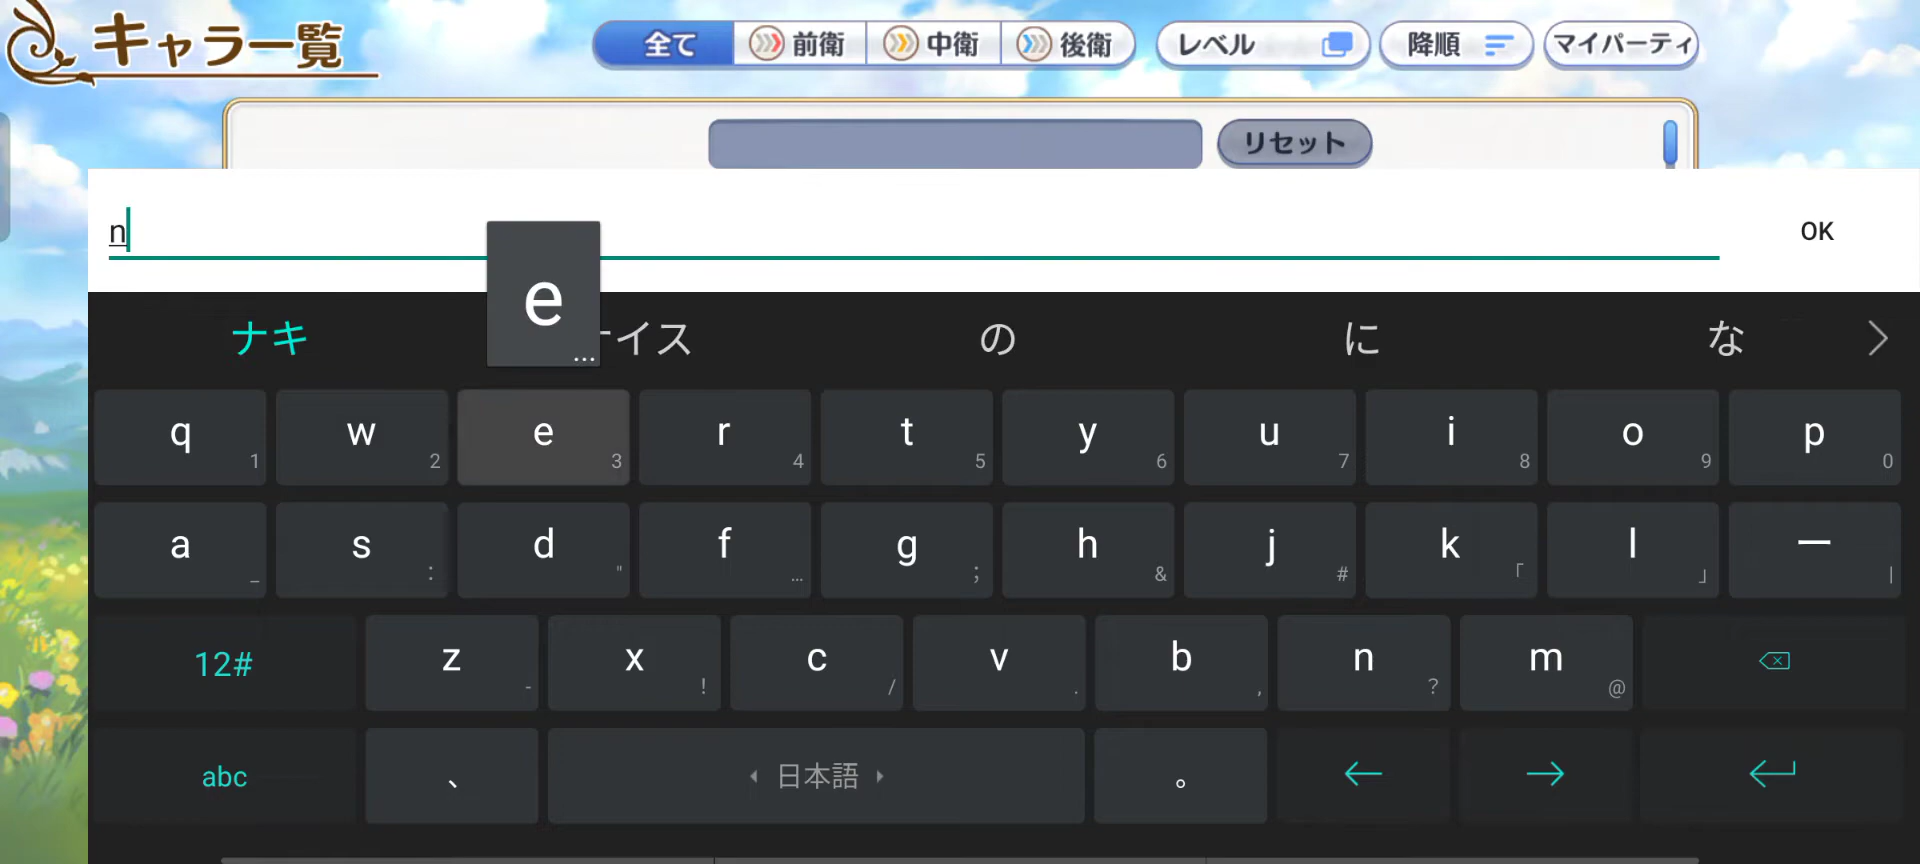 キャラ一覧
全て 前衛 中衛 後衛 レベル 降順 マイパーティ
リセット
n
OK
e
…
ナキ イス の に な
q 1 w 2 e 3 r 4 t 5 y 6 u 7 i 8 o 9 p 0
a _ s : d " f … g ; h & j # k 「 l 」 ー |
12# z - x ! c / v . b , n ? m @
abc 、 日本語 。